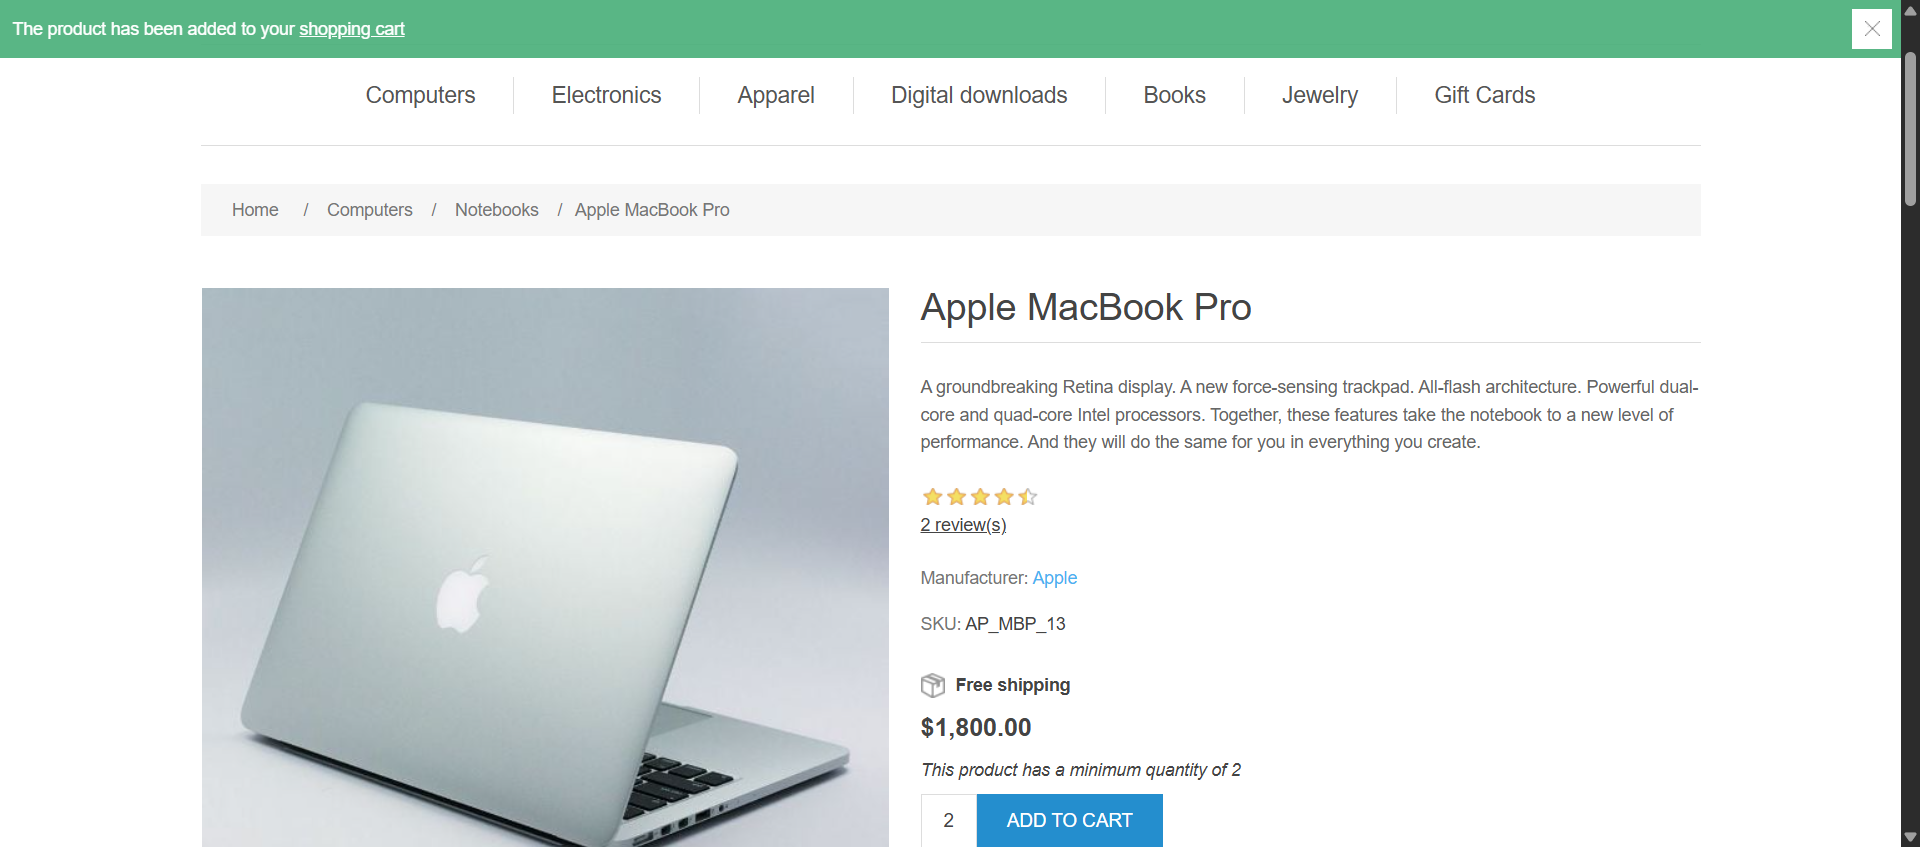 The product has been added to your shopping cart
Computers
Electronics
Apparel
Digital downloads
Books
Jewelry
Gift Cards
Home / Computers / Notebooks / Apple MacBook Pro
Apple MacBook Pro
A groundbreaking Retina display. A new force-sensing trackpad. All-flash architecture. Powerful dual-
core and quad-core Intel processors. Together, these features take the notebook to a new level of
performance. And they will do the same for you in everything you create.
2 review(s)
Manufacturer: Apple
SKU: AP_MBP_13
Free shipping
$1,800.00
This product has a minimum quantity of 2
2
ADD TO CART